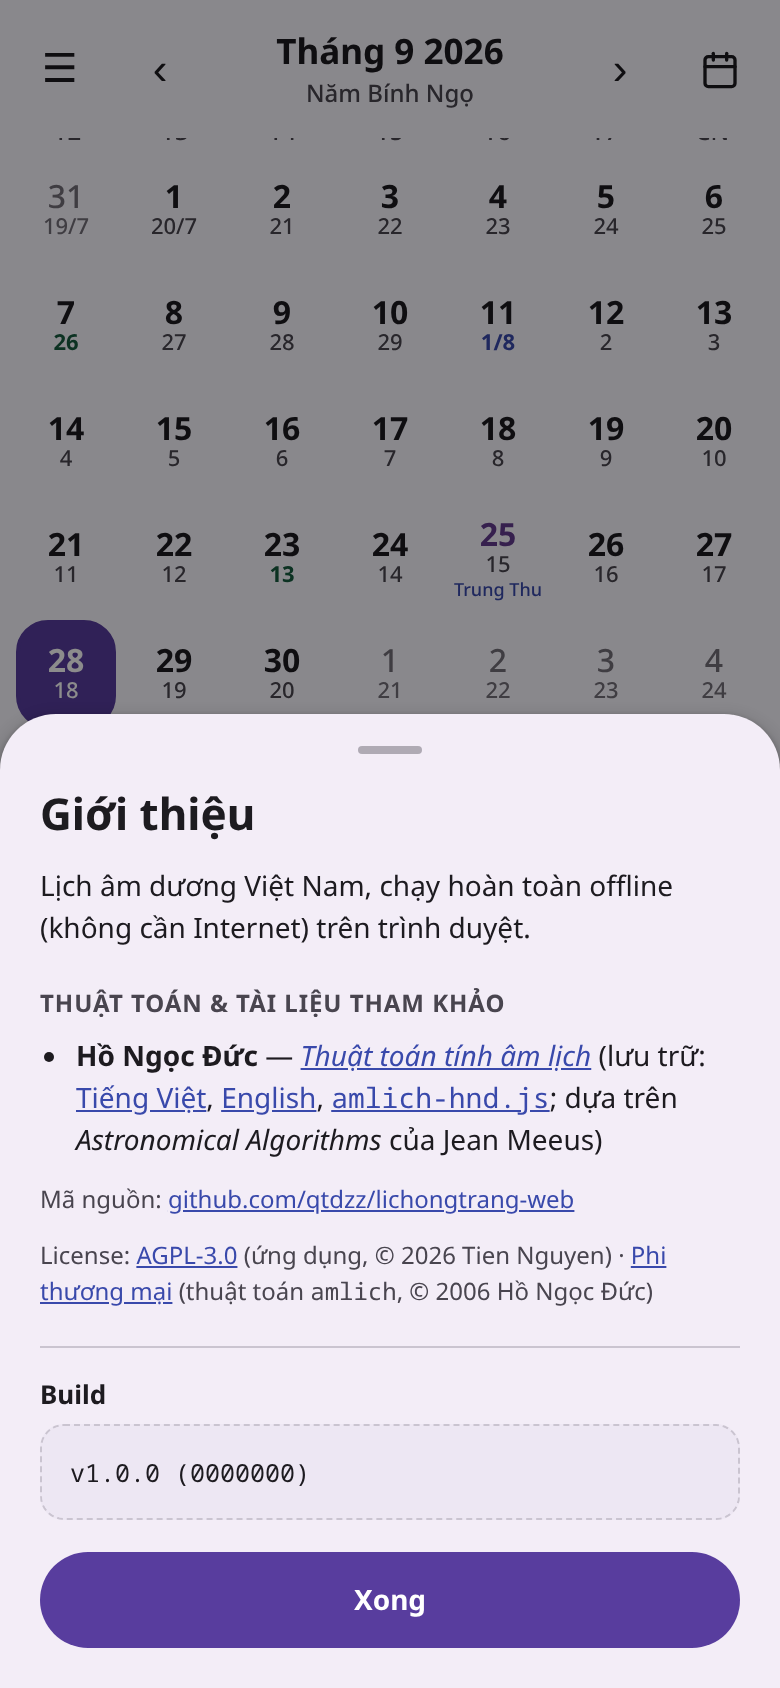 ☰ ‹ Tháng 9 2026 ›
Năm Bính Ngọ
31 1 2 3 4 5 6
19/7 20/7 21 22 23 24 25
7 8 9 10 11 12 13
26 27 28 29 1/8 2 3
14 15 16 17 18 19 20
4 5 6 7 8 9 10
21 22 23 24 25 26 27
11 12 13 14 15 16 17
Trung Thu
28 29 30 1 2 3 4
18 19 20 21 22 23 24
Giới thiệu
Lịch âm dương Việt Nam, chạy hoàn toàn offline
(không cần Internet) trên trình duyệt.
THUẬT TOÁN & TÀI LIỆU THAM KHẢO
• Hồ Ngọc Đức — Thuật toán tính âm lịch (lưu trữ:
Tiếng Việt, English, amlich-hnd.js; dựa trên
Astronomical Algorithms của Jean Meeus)
Mã nguồn: github.com/qtdzz/lichongtrang-web
License: AGPL-3.0 (ứng dụng, © 2026 Tien Nguyen) · Phi
thương mại (thuật toán amlich, © 2006 Hồ Ngọc Đức)
Build
v1.0.0 (0000000)
Xong